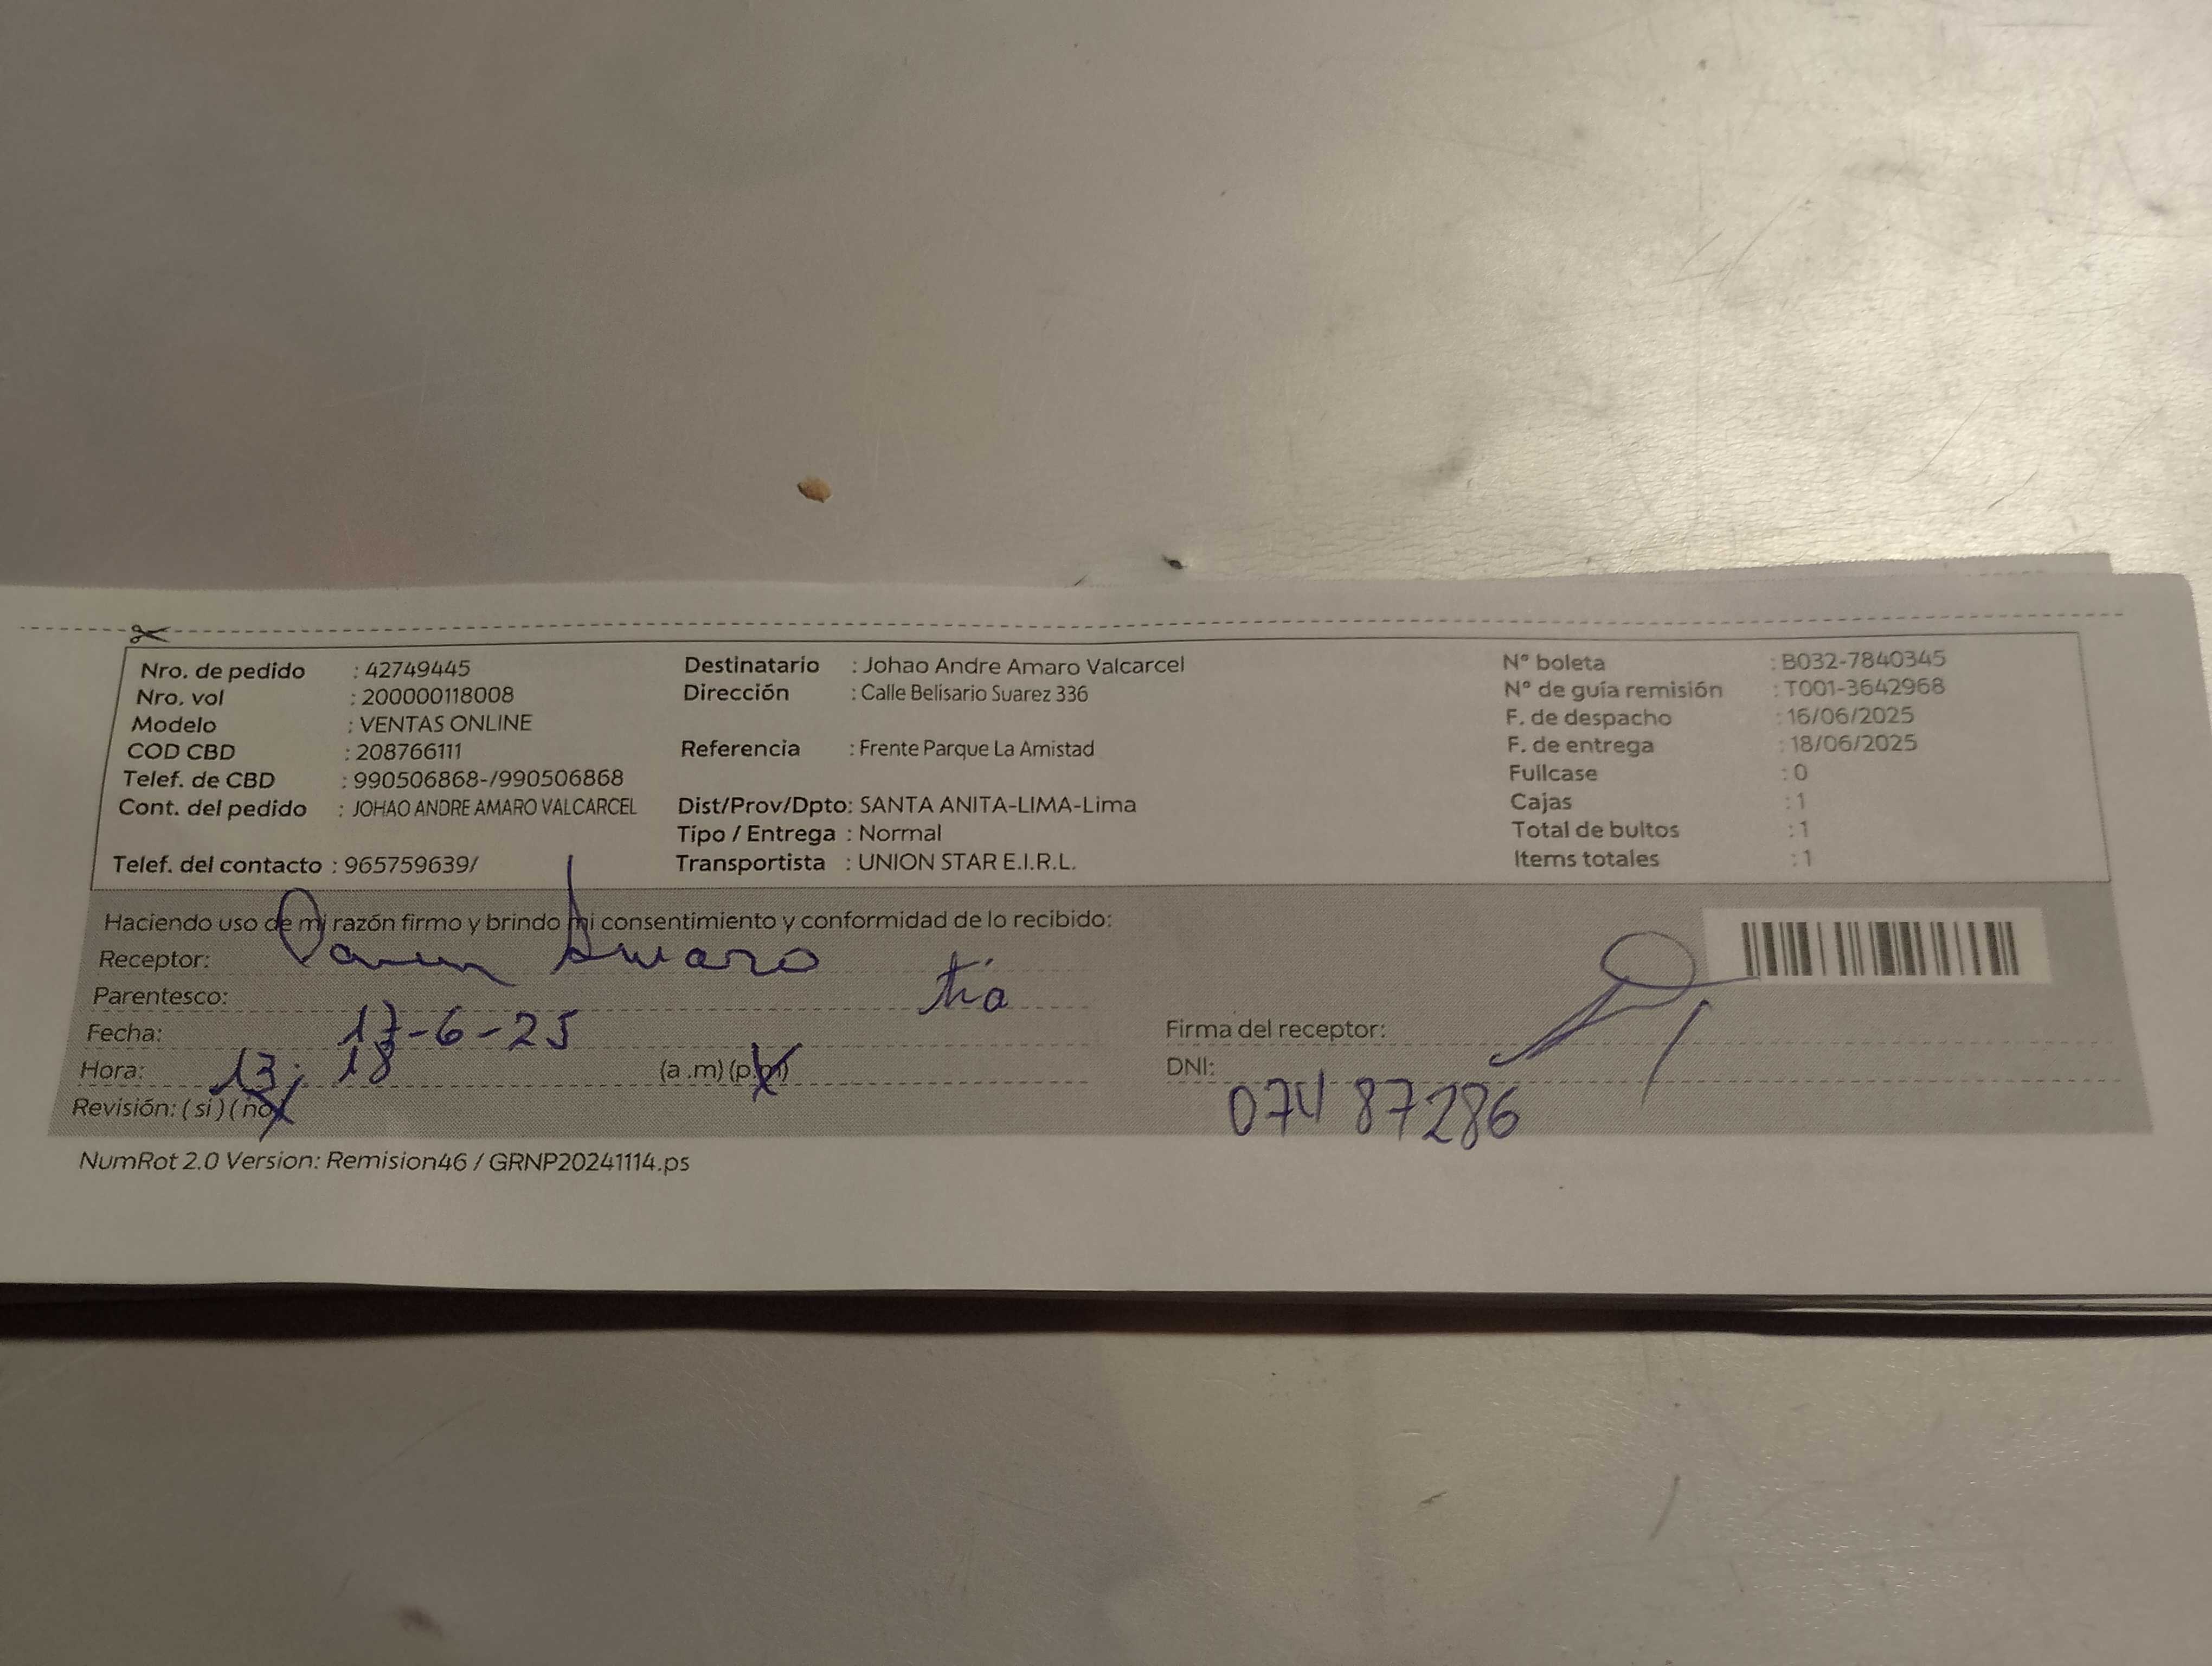 Nro. de pedido : 42749445 Destinatario : Johao Andre Amaro Valcarcel N° boleta : B032-7840345
Nro. vol : 200000118008 Dirección : Calle Belisario Suarez 336 N° de guía remisión : T001-3642968
Modelo : VENTAS ONLINE F. de despacho : 16/06/2025
COD CBD : 208766111 Referencia : Frente Parque La Amistad F. de entrega : 18/06/2025
Telef. de CBD : 990506868-/990506868 Fullcase : 0
Cont. del pedido : JOHAO ANDRE AMARO VALCARCEL Dist/Prov/Dpto: SANTA ANITA-LIMA-Lima Cajas : 1
Tipo / Entrega : Normal Total de bultos : 1
Telef. del contacto : 965759639/ Transportista : UNION STAR E.I.R.L. Items totales : 1
Haciendo uso de mi razón firmo y brindo mi consentimiento y conformidad de lo recibido:
Receptor: Amaro
Parentesco: tía
Fecha: 17-6-25 Firma del receptor:
Hora: 13:18 (a .m) (p.m) DNI: 07487286
Revisión: ( si ) ( no )
NumRot 2.0 Version: Remision46 / GRNP20241114.ps